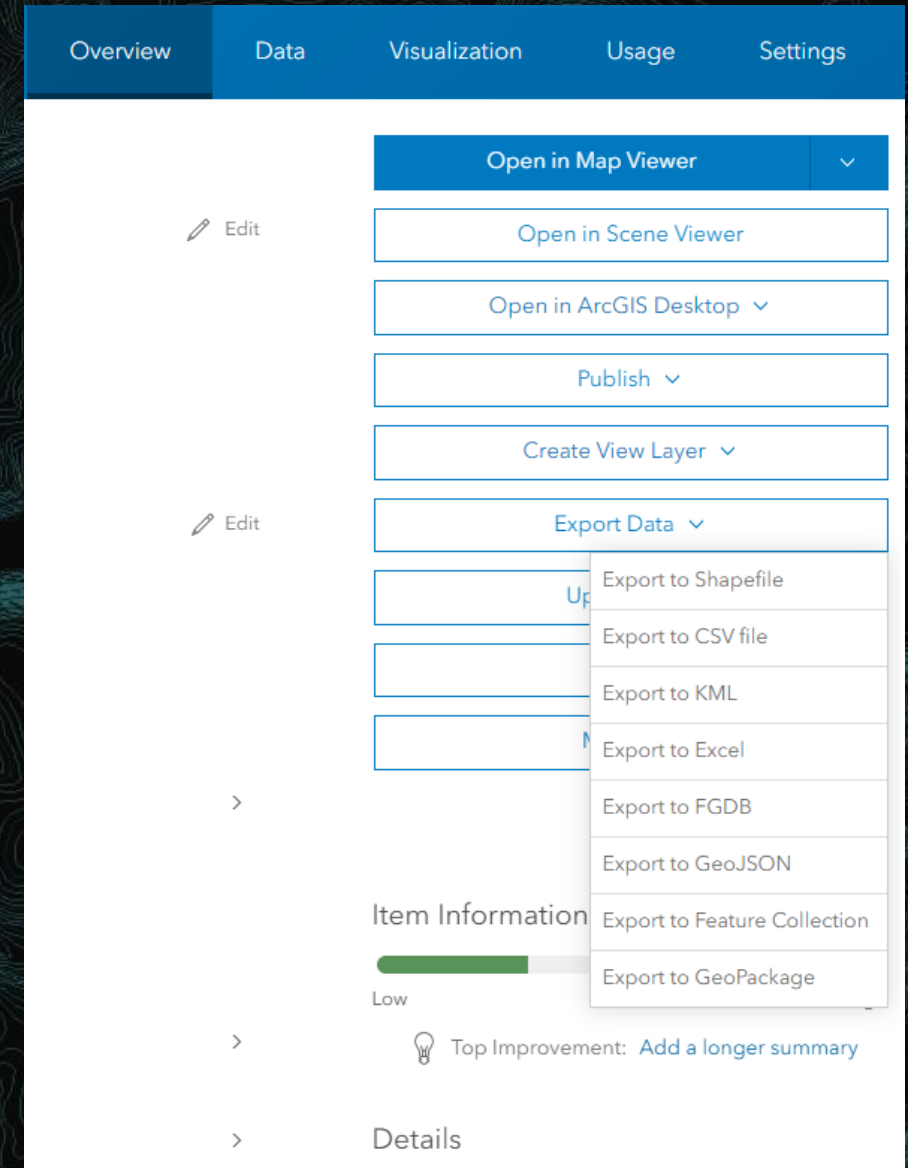 Overview Data Visualization Usage Settings
Open in Map Viewer
Edit
Open in Scene Viewer
Open in ArcGIS Desktop
Publish
Create View Layer
Edit
Export Data
Export to Shapefile
Export to CSV file
Export to KML
Export to Excel
Export to FGDB
Export to GeoJSON
Item Information
Export to Feature Collection
Export to GeoPackage
Low
Top Improvement: Add a longer summary
Details